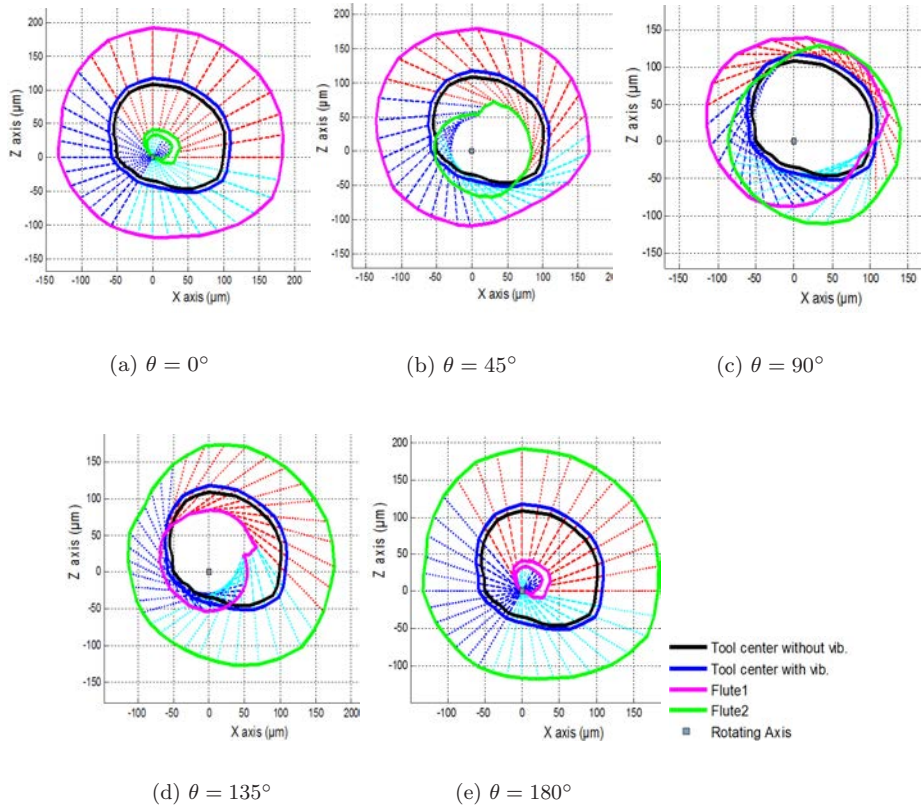 200
150
100
50
0
-50
-100
-150
-100 -50 0 50 100 150 200
X axis (µm)
Z axis (µm)
200
150
100
50
0
-50
-100
-150
-100 -50 0 50 100 150
X axis (µm)
Z axis (µm)
150
100
50
0
-50
-100
-150
-100 -50 0 50 100 150
X axis (µm)
Z axis (µm)
(a) θ = 0°
(b) θ = 45°
(c) θ = 90°
150
100
50
0
-50
-100
-150
-100 -50 0 50 100 150 200
X axis (µm)
Z axis (µm)
200
150
100
50
0
-50
-100
-100 -50 0 50 100 150
X axis (µm)
Z axis (µm)
Tool center without vib.
Tool center with vib.
Flute1
Flute2
Rotating Axis
(d) θ = 135°
(e) θ = 180°